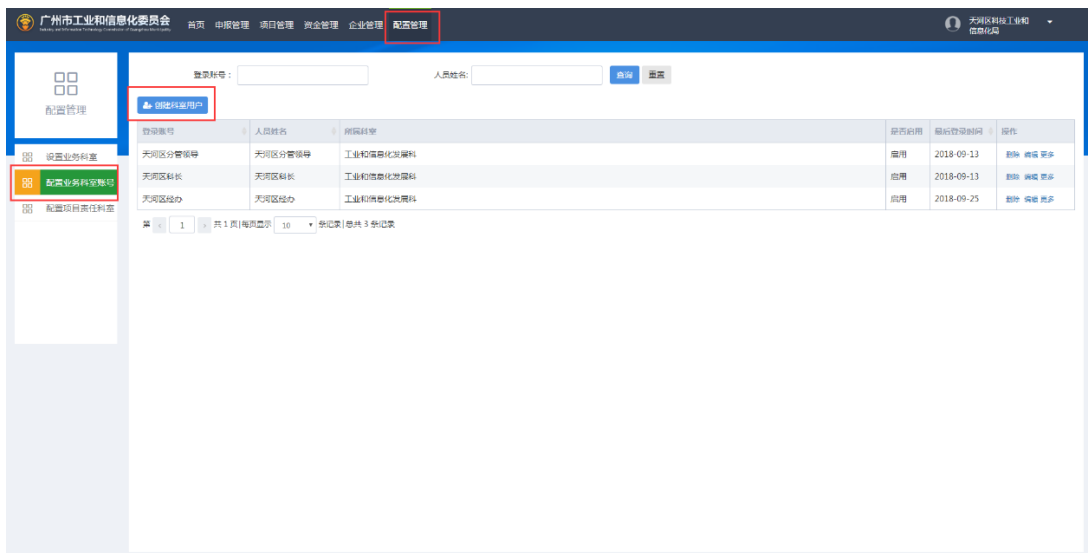 广州市工业和信息化委员会 首页 申报管理 项目管理 资金管理 企业管理 配置管理 天河区科技工业和
信息化局
配置管理
设置业务科室
配置业务科室账号
配置项目责任科室
登录账号： 人员姓名: 查询 重置
创建科室用户
登录账号 人员姓名 所属科室 是否启用 最后登录时间 操作
天河区分管领导 天河区分管领导 工业和信息化发展科 启用 2018-09-13 删除 编辑 更多
天河区科长 天河区科长 工业和信息化发展科 启用 2018-09-13 删除 编辑 更多
天河区经办 天河区经办 工业和信息化发展科 启用 2018-09-25 删除 编辑 更多
第 1 共 1 页|每页显示 10 条记录|总共 3 条记录